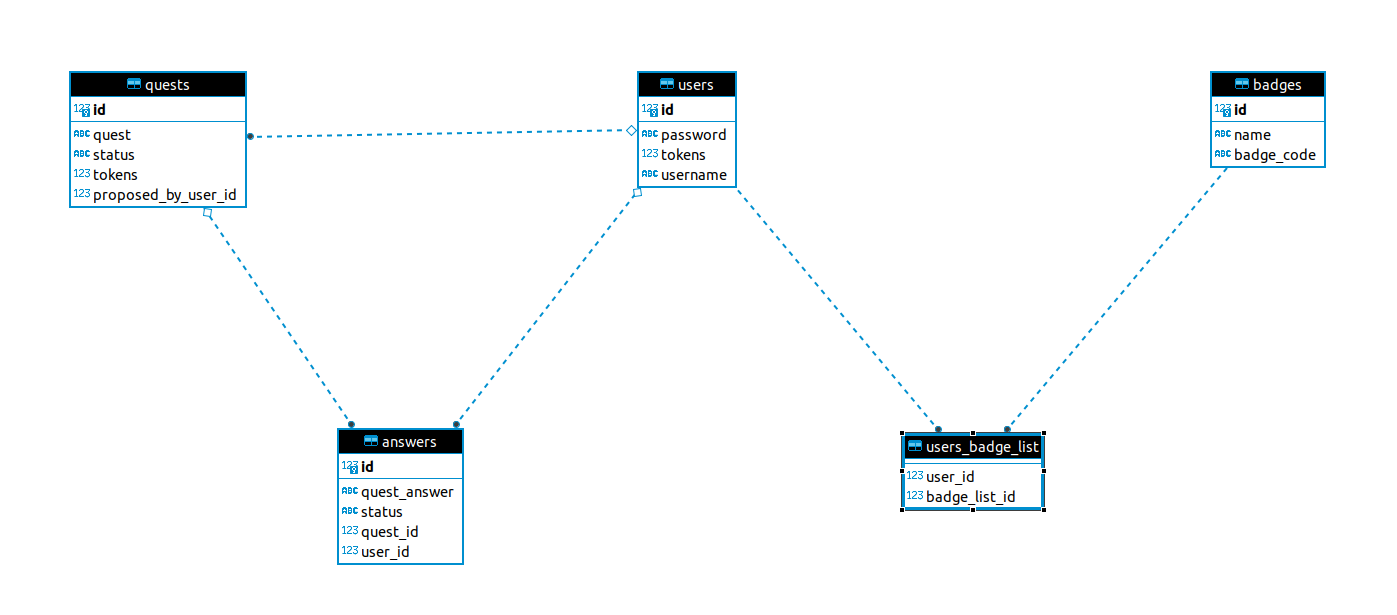 quests
123 id
ABC quest
ABC status
123 tokens
123 proposed_by_user_id
users
123 id
ABC password
123 tokens
ABC username
badges
123 id
ABC name
ABC badge_code
answers
123 id
ABC quest_answer
ABC status
123 quest_id
123 user_id
users_badge_list
123 user_id
123 badge_list_id